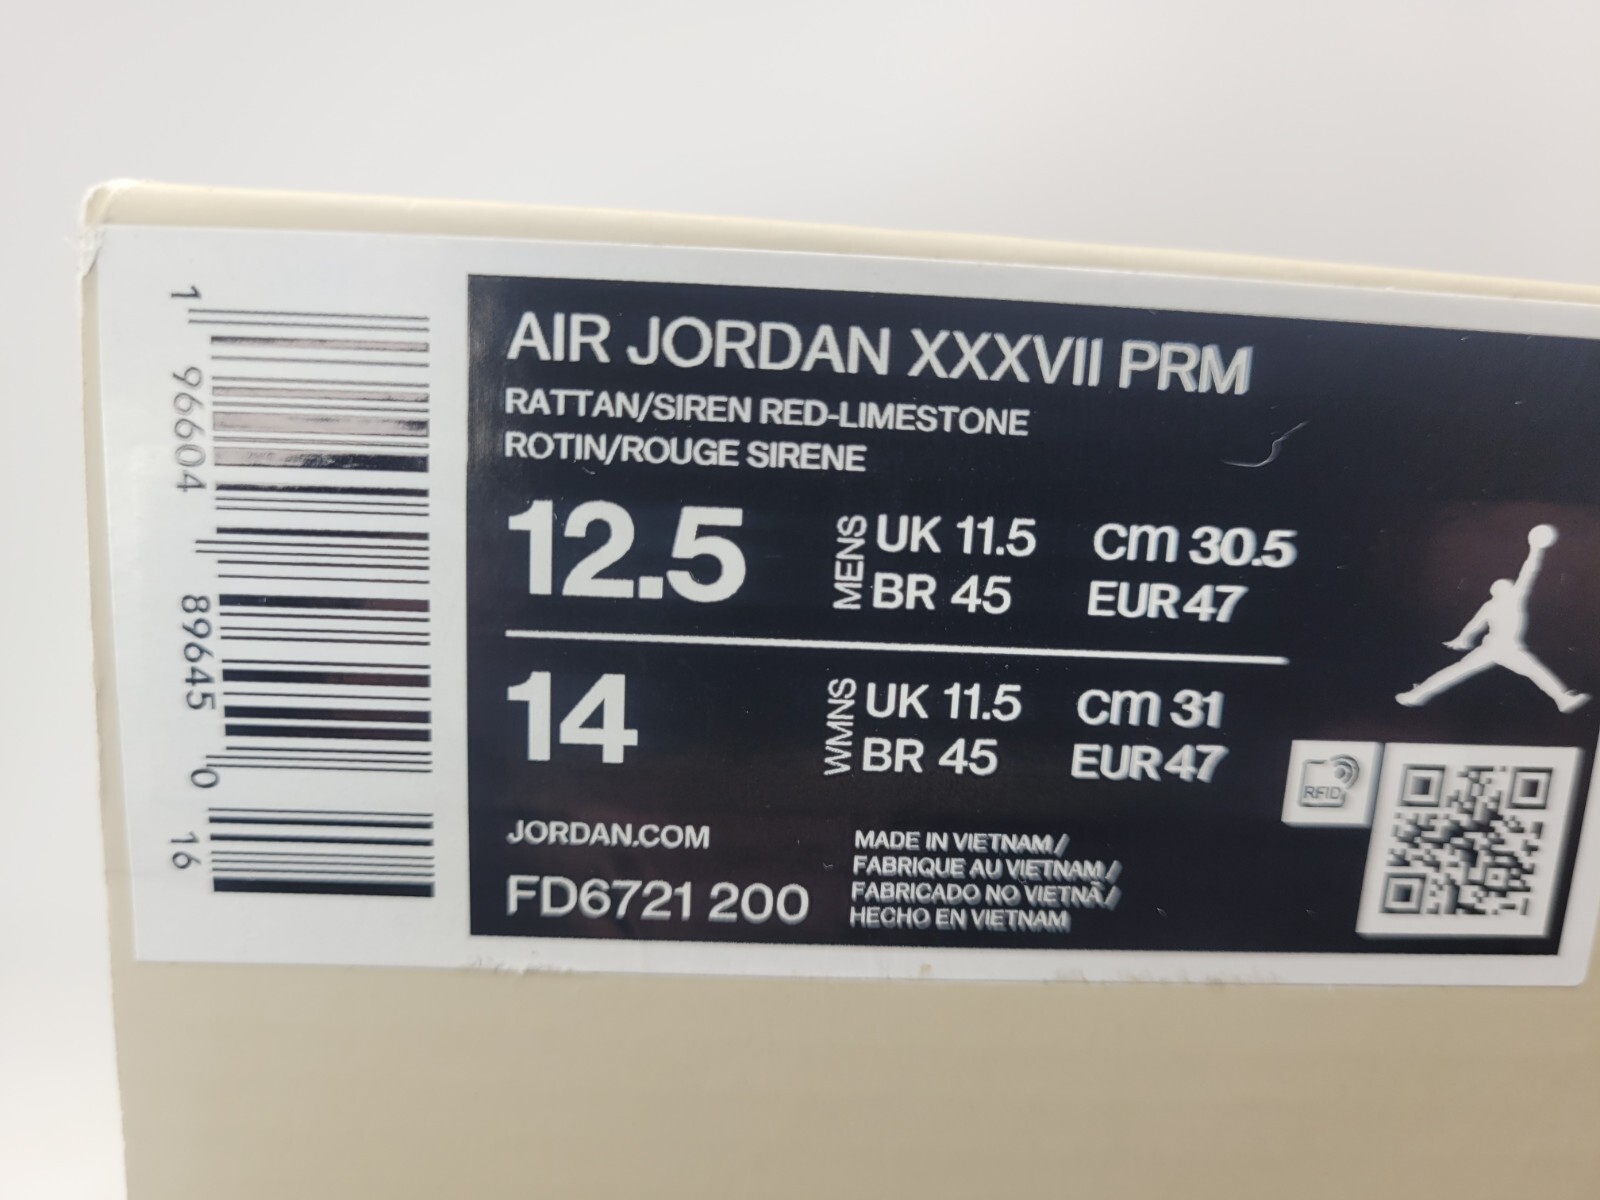 1 96604 89645 0 16
AIR JORDAN XXXVII PRM
RATTAN/SIREN RED-LIMESTONE
ROTIN/ROUGE SIRENE
12.5 MENS UK 11.5 cm 30.5
BR 45 EUR 47
14 WMNS UK 11.5 cm 31
BR 45 EUR 47
RFID
JORDAN.COM
FD6721 200
MADE IN VIETNAM/
FABRIQUE AU VIETNAM/
FABRICADO NO VIETNÃ/
HECHO EN VIETNAM